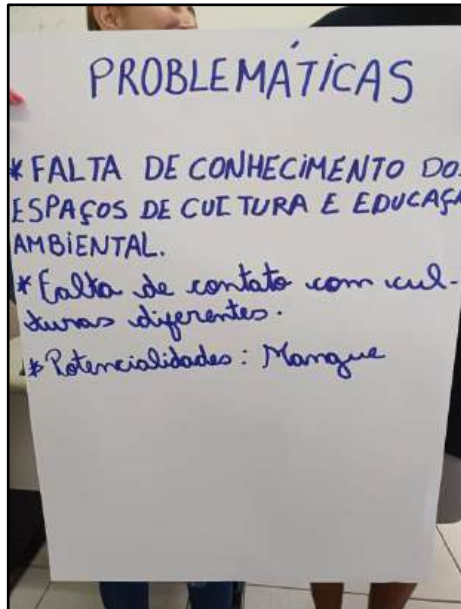 PROBLEMÁTICAS
* FALTA DE CONHECIMENTO DOS
ESPAÇOS DE CULTURA E EDUCAÇÃ
AMBIENTAL.
* Falta de contato com cul-
turas diferentes.
* Potencialidades: Mangue